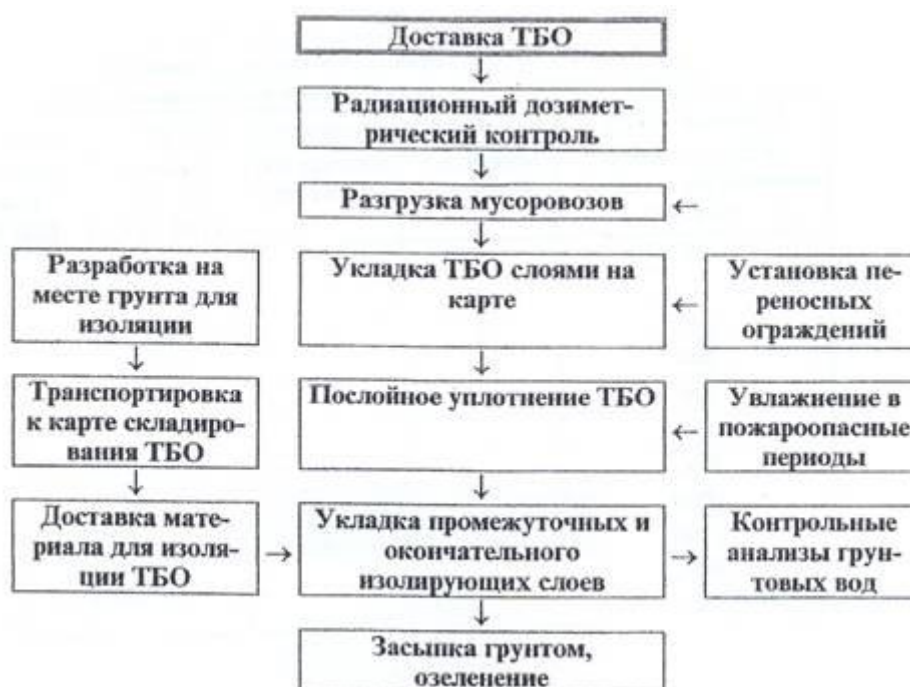 Доставка ТБО
Радиационный дозимет-
рический контроль
Разгрузка мусоровозов
Разработка на
месте грунта для
изоляции
Укладка ТБО слоями на
карте
Установка пе-
реносных
ограждений
Транспортировка
к карте складиро-
вания ТБО
Послойное уплотнение ТБО
Увлажнение в
пожароопасные
периоды
Доставка мате-
риала для изоля-
ции ТБО
Укладка промежуточных и
окончательного
изолирующих слоев
Контрольные
анализы грун-
товых вод
Засыпка грунтом,
озеленение